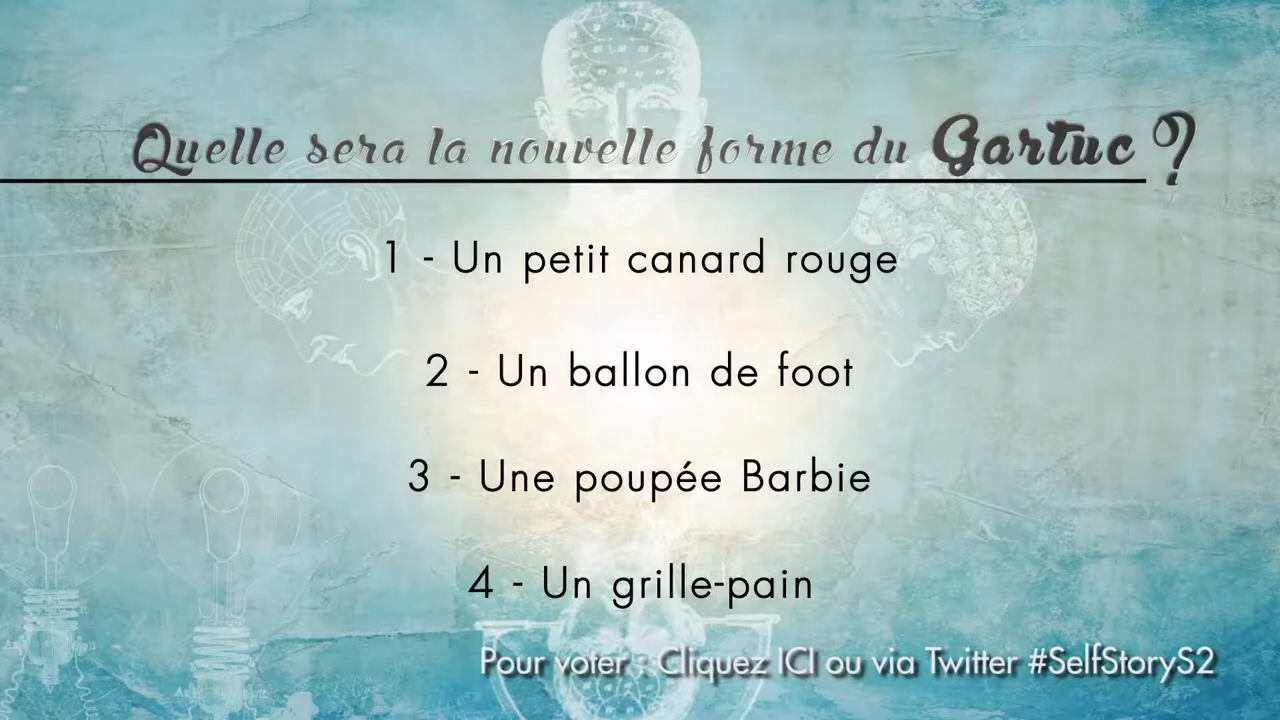 Quelle sera la nouvelle forme du Gartuc ?
1 - Un petit canard rouge
2 - Un ballon de foot
3 - Une poupée Barbie
4 - Un grille-pain
Pour voter : Cliquez ICI ou via Twitter #SelfStoryS2